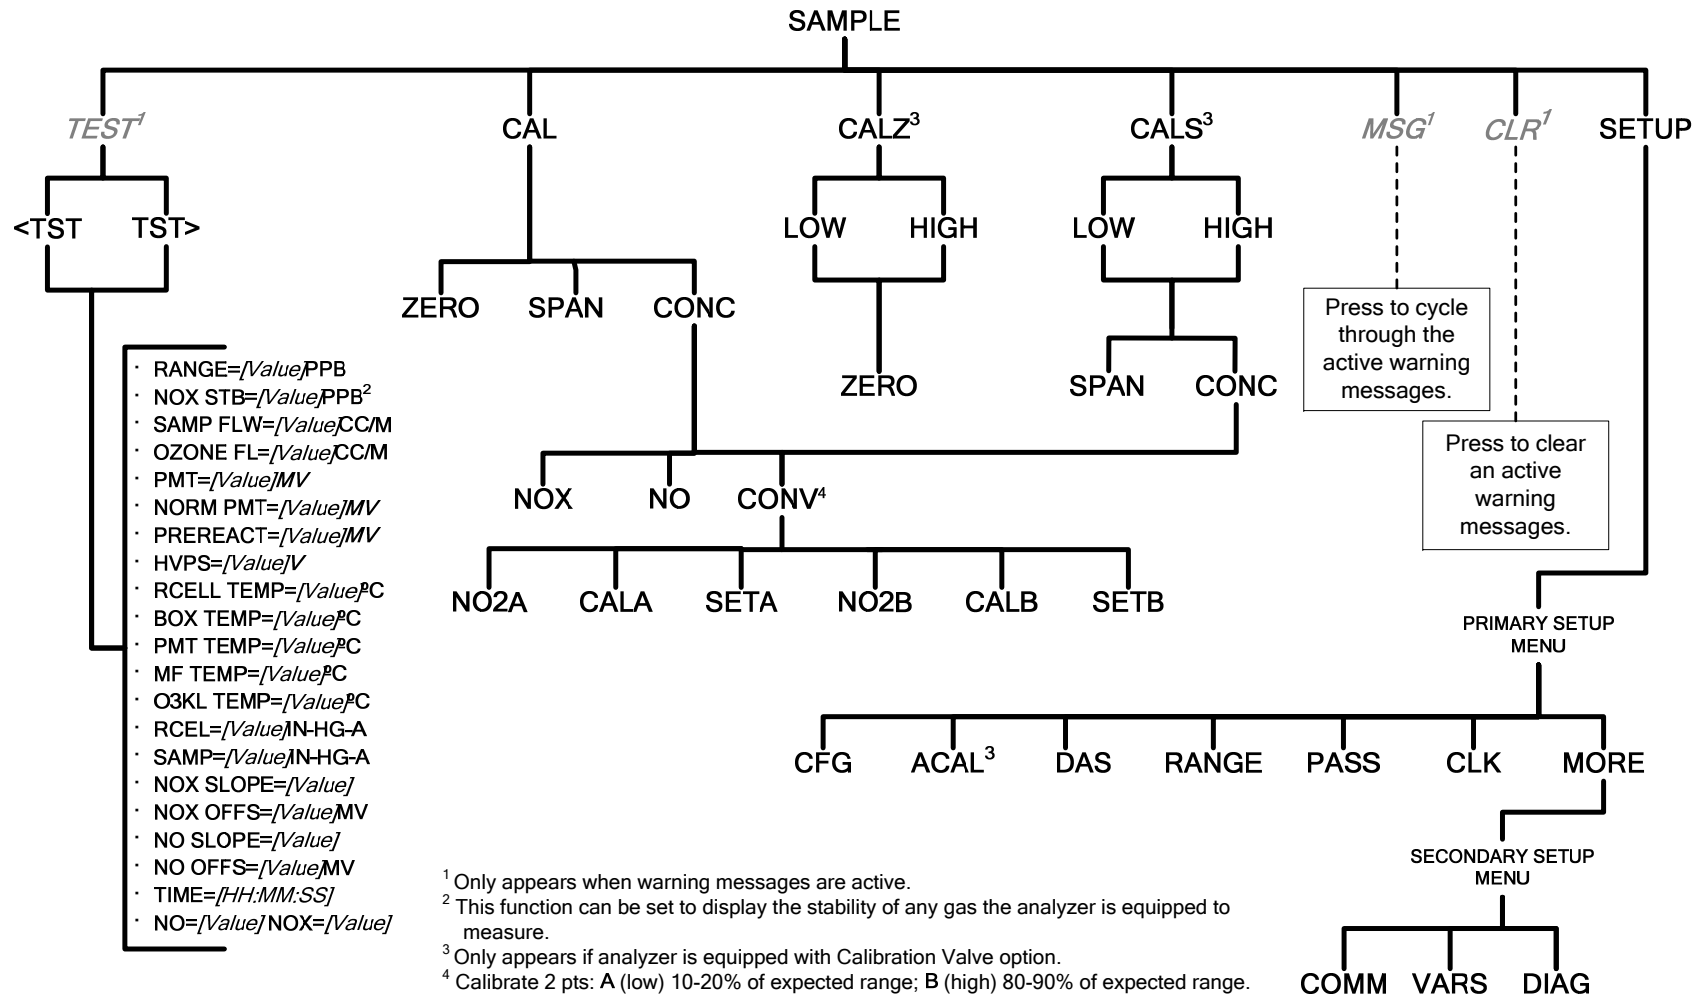 SAMPLE
TEST¹ CAL CALZ³ CALS³ MSG¹ CLR¹ SETUP
<TST TST> LOW HIGH LOW HIGH
ZERO SPAN CONC
Press to cycle
through the
active warning
messages.
ZERO SPAN CONC
Press to clear
an active
warning
messages.
NOX NO CONV⁴
NO2A CALA SETA NO2B CALB SETB
· RANGE=[Value]PPB
· NOX STB=[Value]PPB²
· SAMP FLW=[Value]CC/M
· OZONE FL=[Value]CC/M
· PMT=[Value]MV
· NORM PMT=[Value]MV
· PREREACT=[Value]MV
· HVPS=[Value]V
· RCELL TEMP=[Value]ºC
· BOX TEMP=[Value]ºC
· PMT TEMP=[Value]ºC
· MF TEMP=[Value]ºC
· O3KL TEMP=[Value]ºC
· RCEL=[Value]IN-HG-A
· SAMP=[Value]IN-HG-A
· NOX SLOPE=[Value]
· NOX OFFS=[Value]MV
· NO SLOPE=[Value]
· NO OFFS=[Value]MV
· TIME=[HH:MM:SS]
· NO=[Value] NOX=[Value]
PRIMARY SETUP
MENU
CFG ACAL³ DAS RANGE PASS CLK MORE
SECONDARY SETUP
MENU
COMM VARS DIAG
¹ Only appears when warning messages are active.
² This function can be set to display the stability of any gas the analyzer is equipped to
measure.
³ Only appears if analyzer is equipped with Calibration Valve option.
⁴ Calibrate 2 pts: A (low) 10-20% of expected range; B (high) 80-90% of expected range.